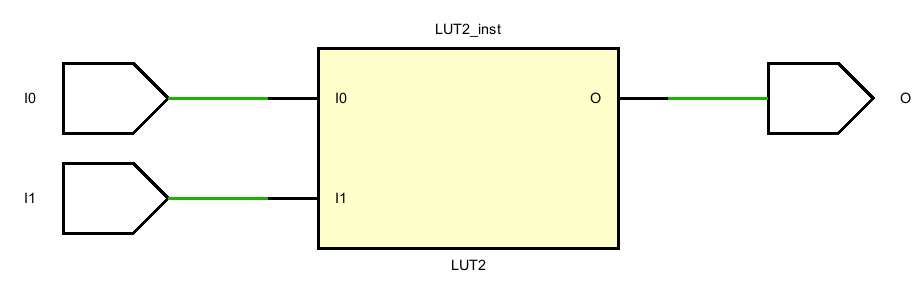 LUT2_inst
I0 I0 O O
I1 I1
LUT2